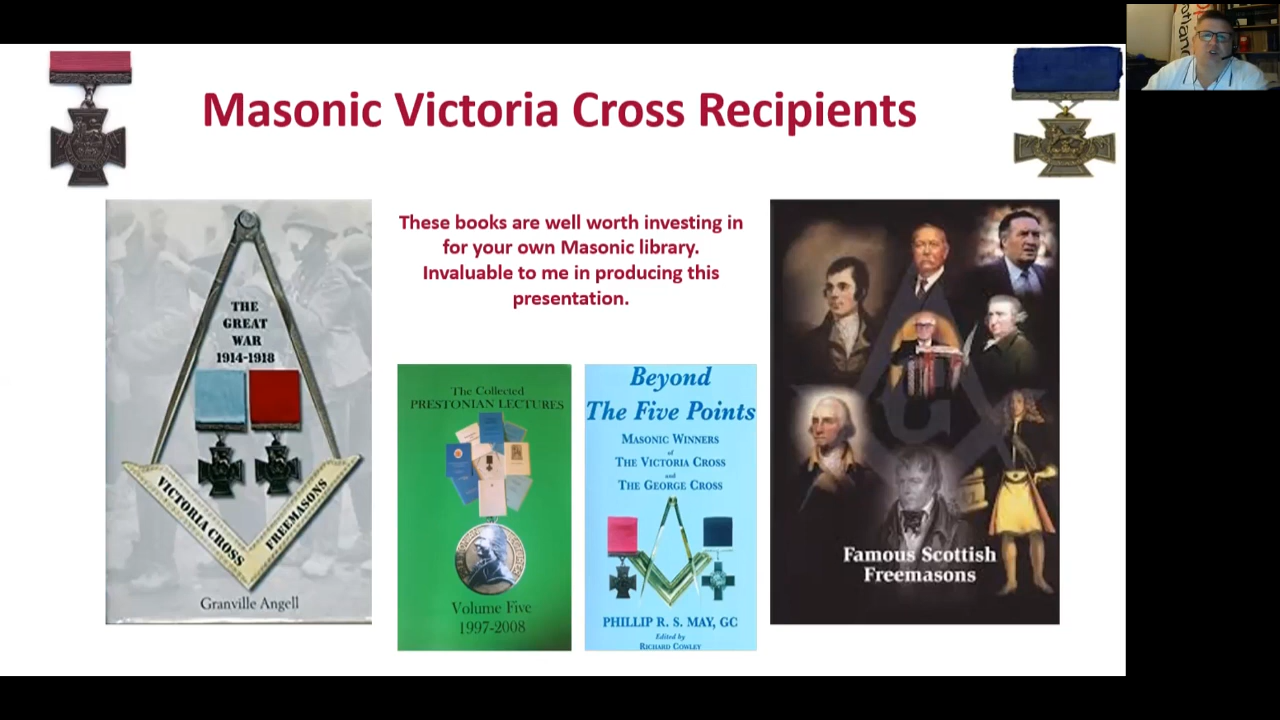 Masonic Victoria Cross Recipients
These books are well worth investing in
for your own Masonic library.
Invaluable to me in producing this
presentation.
THE
GREAT
WAR
1914-1918
VICTORIA CROSS
FREEMASONS
Granville Angell
The Collected
PRESTONIAN LECTURES
Volume Five
1997-2008
Beyond
The Five Points
MASONIC WINNERS
of
THE VICTORIA CROSS
and
THE GEORGE CROSS
PHILLIP R. S. MAY, GC
Edited by
RICHARD COWLEY
Famous Scottish
Freemasons